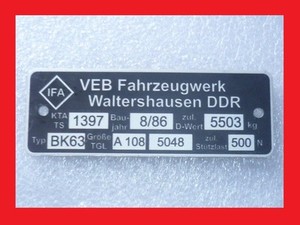 IFA
VEB Fahrzeugwerk
Waltershausen DDR
KTA TS 1397 Bau- jahr 8/86 zul. D-Wert 5503 kg
Typ BK63 Größe TGL A 108 5048 zul. Stützlast 500 N